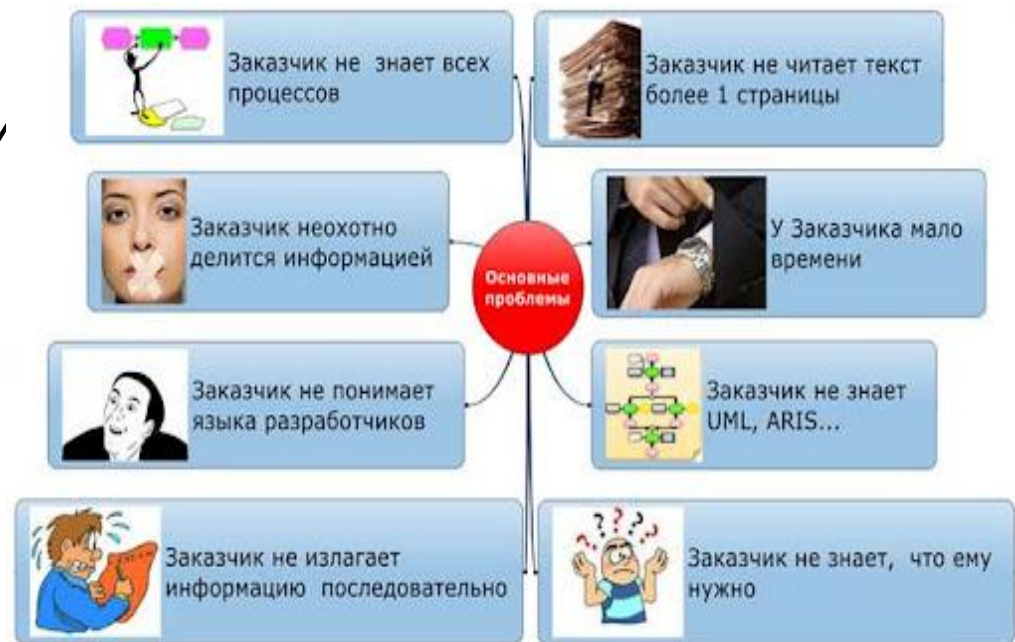 Заказчик не знает всех
процессов
Заказчик не читает текст
более 1 страницы
Заказчик неохотно
делится информацией
У Заказчика мало
времени
Основные
проблемы
Заказчик не понимает
языка разработчиков
Заказчик не знает
UML, ARIS...
Заказчик не излагает
информацию последовательно
Заказчик не знает, что ему
нужно